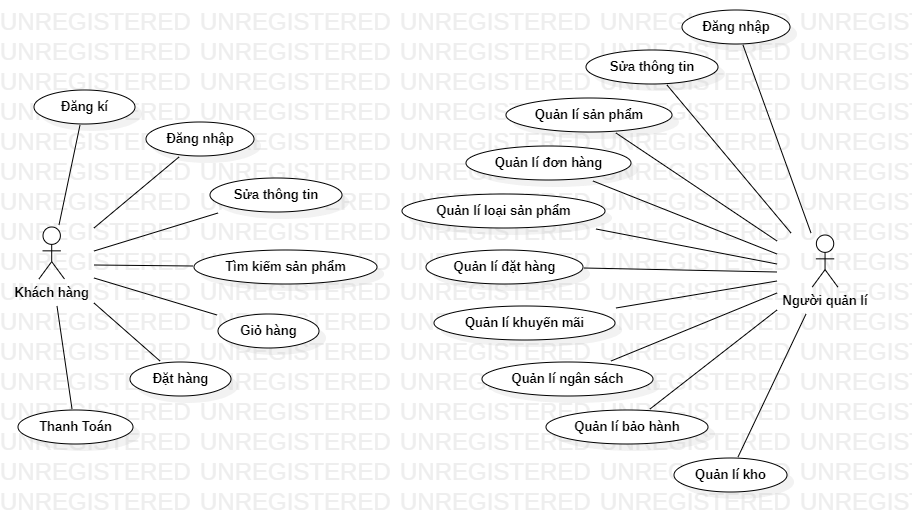 Đăng kí
Đăng nhập
Sửa thông tin
Tìm kiếm sản phẩm
Khách hàng
Giỏ hàng
Đặt hàng
Thanh Toán
Đăng nhập
Sửa thông tin
Quản lí sản phẩm
Quản lí đơn hàng
Quản lí loại sản phẩm
Quản lí đặt hàng
Người quản lí
Quản lí khuyến mãi
Quản lí ngân sách
Quản lí bảo hành
Quản lí kho
UNREGISTERED